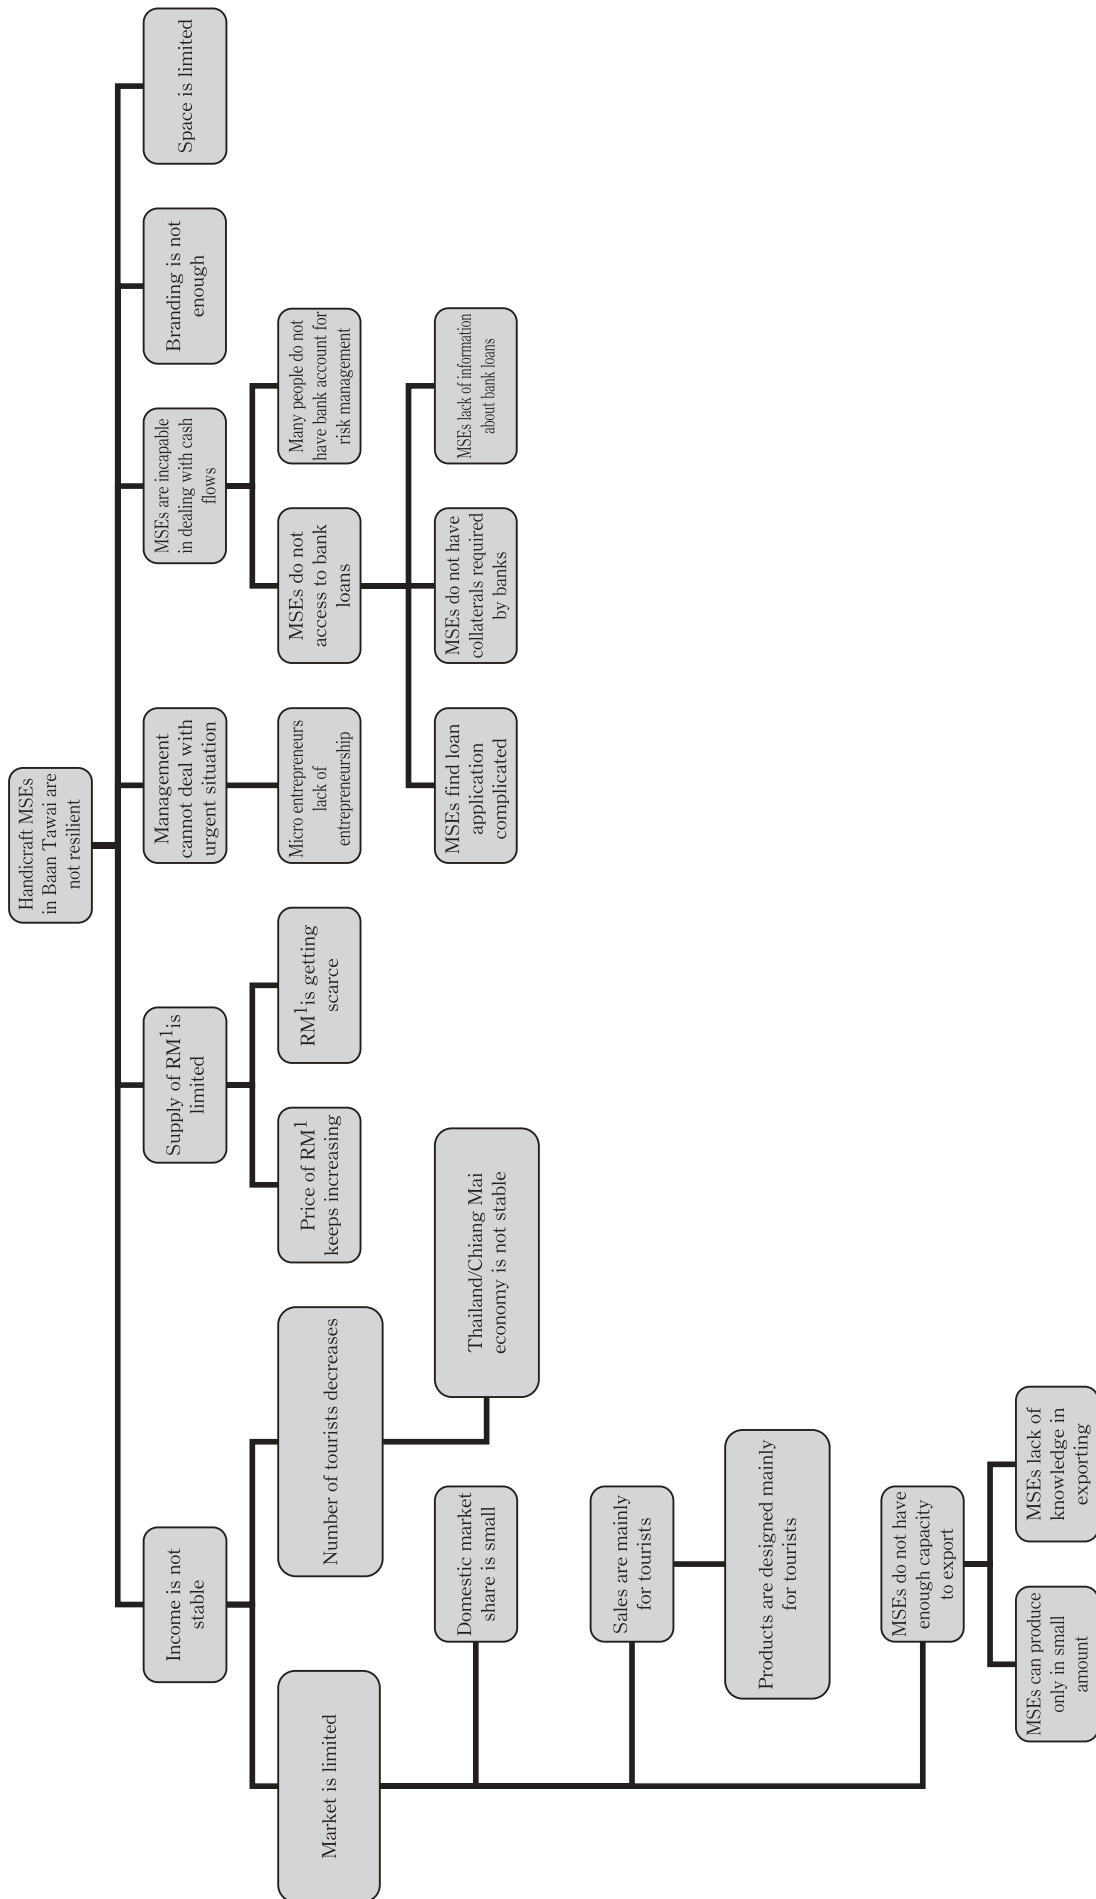 Handicraft MSEs
in Baan Tawai are
not resilient
Income is not
stable
Supply of RM1is
limited
Management
cannot deal with
urgent situation
MSEs are incapable
in dealing with cash
flows
Branding is not
enough
Space is limited
Market is limited
Number of tourists decreases
Price of RM1
keeps increasing
RM1is getting
scarce
Micro entrepreneurs
lack of
entrepreneurship
MSEs do not
access to bank
loans
Many people do not
have bank account for
risk management
Domestic market
share is small
Thailand/Chiang Mai
economy is not stable
MSEs find loan
application
complicated
MSEs do not have
collaterals required
by banks
MSEs lack of information
about bank loans
Sales are mainly
for tourists
Products are designed mainly
for tourists
MSEs do not have
enough capacity
to export
MSEs can produce
only in small
amount
MSEs lack of
knowledge in
exporting